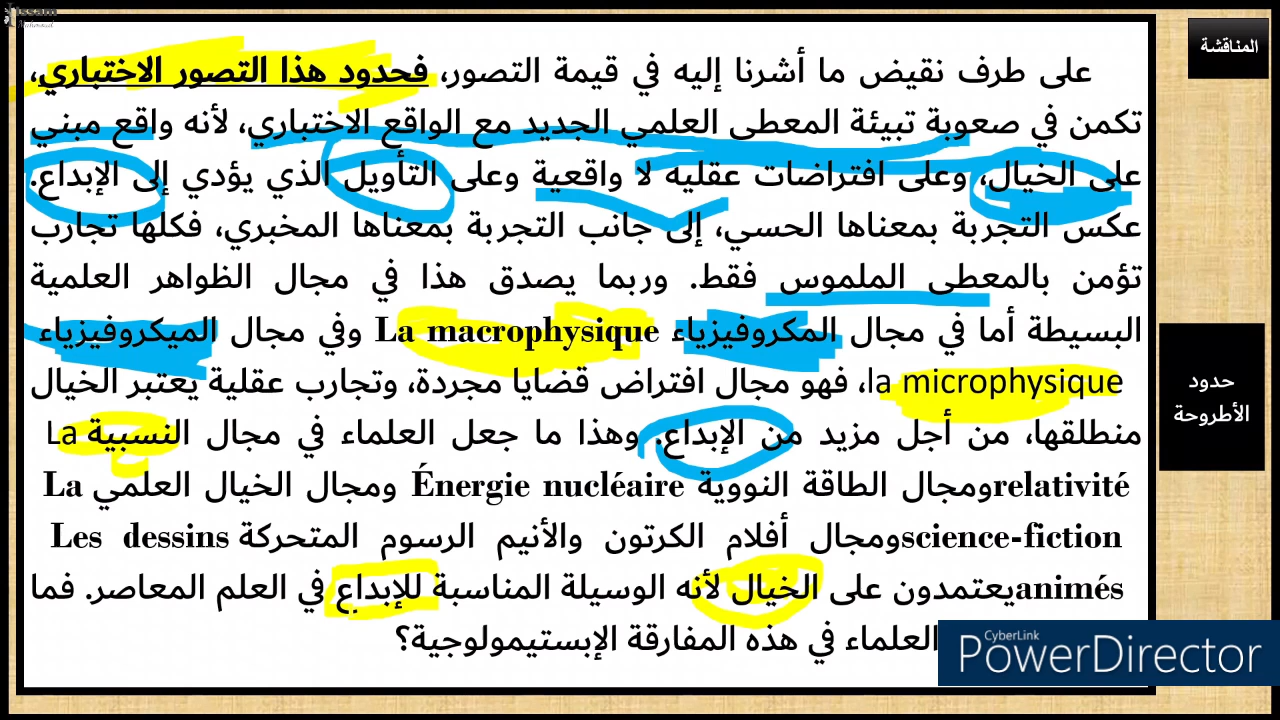 المناقشة
على طرف نقيض ما أشرنا إليه في قيمة التصور، فحدود هذا التصور الاختباري،
تكمن في صعوبة تبيئة المعطى العلمي الجديد مع الواقع الاختباري، لأنه واقع مبني
على الخيال، وعلى افتراضات عقليه لا واقعية وعلى التأويل الذي يؤدي إلى الإبداع.
عكس التجربة بمعناها الحسي، إلى جانب التجربة بمعناها المخبري، فكلها تجارب
تؤمن بالمعطى الملموس فقط. وربما يصدق هذا في مجال الظواهر العلمية
البسيطة أما في مجال المكروفيزياء La macrophysique وفي مجال الميكروفيزياء
la microphysique، فهو مجال افتراض قضايا مجردة، وتجارب عقلية يعتبر الخيال
منطلقها، من أجل مزيد من الإبداع. وهذا ما جعل العلماء في مجال النسبية La
relativitéومجال الطاقة النووية Énergie nucléaire ومجال الخيال العلمي La
science-fictionومجال أفلام الكرتون والأنيم الرسوم المتحركة Les dessins
animésيعتمدون على الخيال لأنه الوسيلة المناسبة للإبداع في العلم المعاصر. فما
العلماء في هذه المفارقة الإبستيمولوجية؟
حدود
الأطروحة
CyberLink
PowerDirector